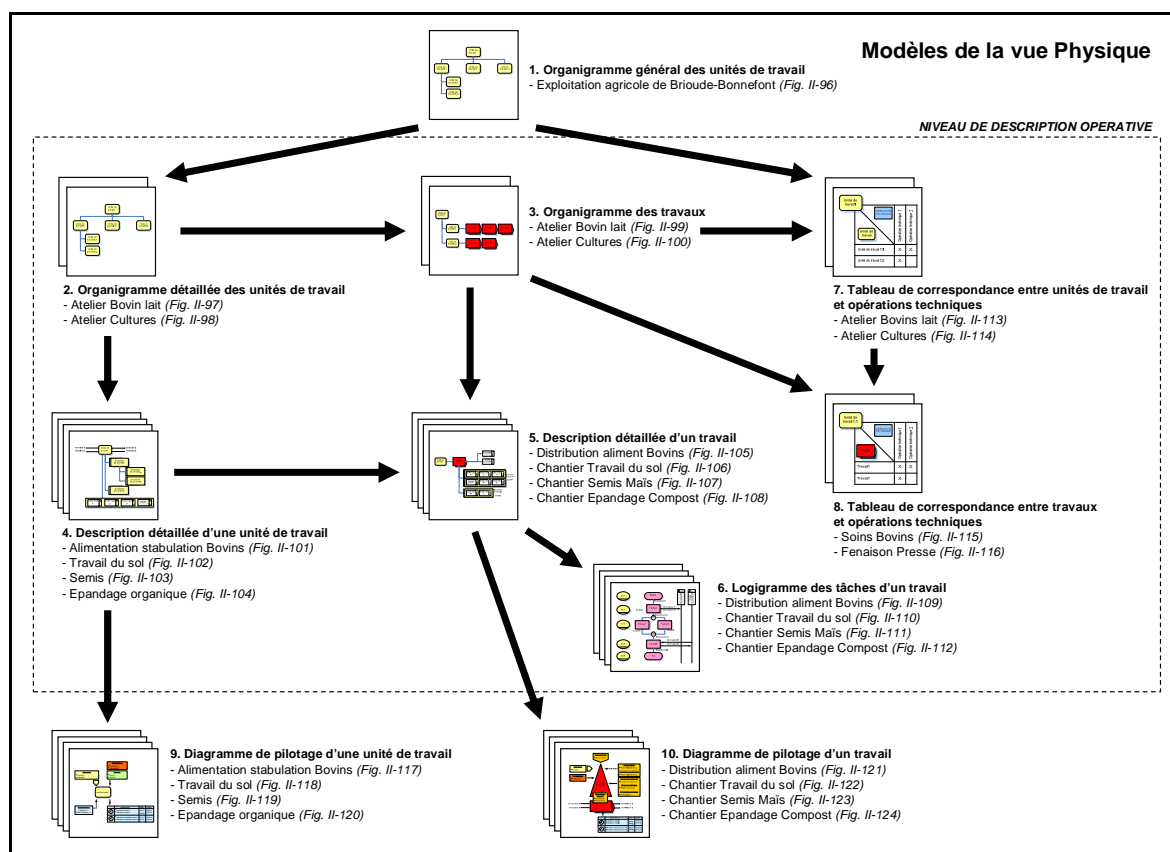 Modèles de la vue Physique
1. Organigramme général des unités de travail
- Exploitation agricole de Brioude-Bonnefont (Fig. II-96)
NIVEAU DE DESCRIPTION OPERATIVE
2. Organigramme détaillée des unités de travail
- Atelier Bovin lait (Fig. II-97)
- Atelier Cultures (Fig. II-98)
3. Organigramme des travaux
- Atelier Bovin lait (Fig. II-99)
- Atelier Cultures (Fig. II-100)
7. Tableau de correspondance entre unités de travail
et opérations techniques
- Atelier Bovins lait (Fig. II-113)
- Atelier Cultures (Fig. II-114)
4. Description détaillée d'une unité de travail
- Alimentation stabulation Bovins (Fig. II-101)
- Travail du sol (Fig. II-102)
- Semis (Fig. II-103)
- Epandage organique (Fig. II-104)
5. Description détaillée d'un travail
- Distribution aliment Bovins (Fig. II-105)
- Chantier Travail du sol (Fig. II-106)
- Chantier Semis Maïs (Fig. II-107)
- Chantier Epandage Compost (Fig. II-108)
8. Tableau de correspondance entre travaux
et opérations techniques
- Soins Bovins (Fig. II-115)
- Fenaison Presse (Fig. II-116)
6. Logigramme des tâches d'un travail
- Distribution aliment Bovins (Fig. II-109)
- Chantier Travail du sol (Fig. II-110)
- Chantier Semis Maïs (Fig. II-111)
- Chantier Epandage Compost (Fig. II-112)
9. Diagramme de pilotage d'une unité de travail
- Alimentation stabulation Bovins (Fig. II-117)
- Travail du sol (Fig. II-118)
- Semis (Fig. II-119)
- Epandage organique (Fig. II-120)
10. Diagramme de pilotage d'un travail
- Distribution aliment Bovins (Fig. II-121)
- Chantier Travail du sol (Fig. II-122)
- Chantier Semis Maïs (Fig. II-123)
- Chantier Epandage Compost (Fig. II-124)